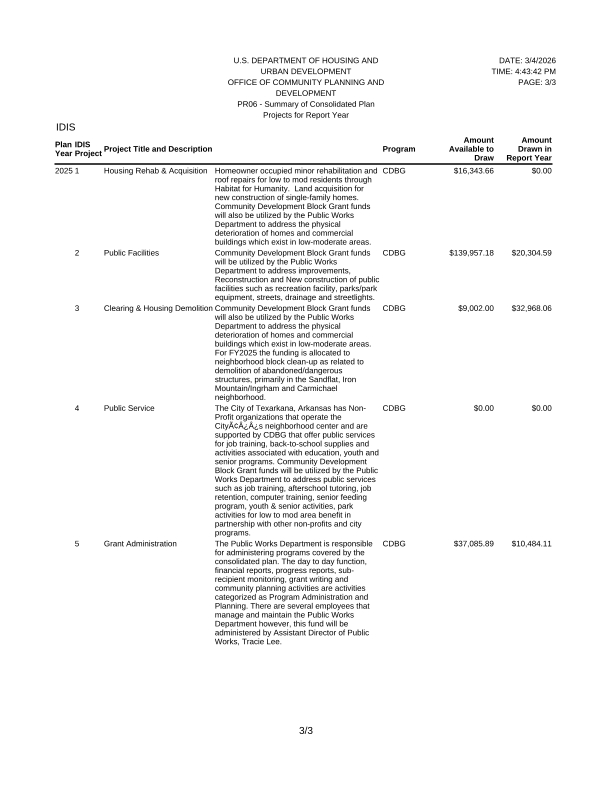 U.S. DEPARTMENT OF HOUSING AND
URBAN DEVELOPMENT
OFFICE OF COMMUNITY PLANNING AND
DEVELOPMENT
PR06 - Summary of Consolidated Plan
Projects for Report Year
DATE: 3/4/2026
TIME: 4:43:42 PM
PAGE: 3/3
IDIS
Plan IDIS
Year Project
Project Title and Description
Program
Amount
Available to
Draw
Amount
Drawn in
Report Year
2025 1 Housing Rehab & Acquisition Homeowner occupied minor rehabilitation and CDBG $16,343.66 $0.00
roof repairs for low to mod residents through
Habitat for Humanity. Land acquisition for
new construction of single-family homes.
Community Development Block Grant funds
will also be utilized by the Public Works
Department to address the physical
deterioration of homes and commercial
buildings which exist in low-moderate areas.
2 Public Facilities Community Development Block Grant funds CDBG $139,957.18 $20,304.59
will be utilized by the Public Works
Department to address improvements,
Reconstruction and New construction of public
facilities such as recreation facility, parks/park
equipment, streets, drainage and streetlights.
3 Clearing & Housing Demolition Community Development Block Grant funds CDBG $9,002.00 $32,968.06
will also be utilized by the Public Works
Department to address the physical
deterioration of homes and commercial
buildings which exist in low-moderate areas.
For FY2025 the funding is allocated to
neighborhood block clean-up as related to
demolition of abandoned/dangerous
structures, primarily in the Sandflat, Iron
Mountain/Ingrham and Carmichael
neighborhood.
4 Public Service The City of Texarkana, Arkansas has Non- CDBG $0.00 $0.00
Profit organizations that operate the
CityÃ¢Â¿Â¿s neighborhood center and are
supported by CDBG that offer public services
for job training, back-to-school supplies and
activities associated with education, youth and
senior programs. Community Development
Block Grant funds will be utilized by the Public
Works Department to address public services
such as job training, afterschool tutoring, job
retention, computer training, senior feeding
program, youth & senior activities, park
activities for low to mod area benefit in
partnership with other non-profits and city
programs.
5 Grant Administration The Public Works Department is responsible CDBG $37,085.89 $10,484.11
for administering programs covered by the
consolidated plan. The day to day function,
financial reports, progress reports, sub-
recipient monitoring, grant writing and
community planning activities are activities
categorized as Program Administration and
Planning. There are several employees that
manage and maintain the Public Works
Department however, this fund will be
administered by Assistant Director of Public
Works, Tracie Lee.
3/3